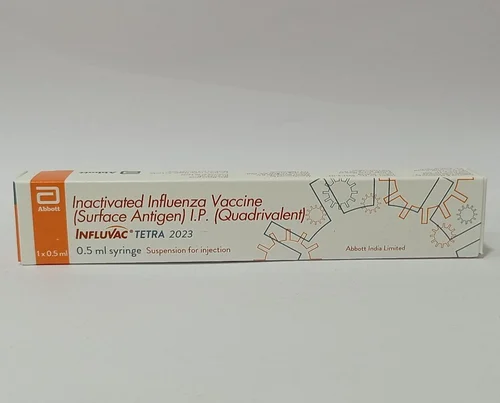 Abbott
1 x 0.5 ml
Inactivated Influenza Vaccine
(Surface Antigen) I.P. (Quadrivalent)
INFLUVAC® TETRA 2023
0.5 ml syringe Suspension for injection
Abbott India Limited